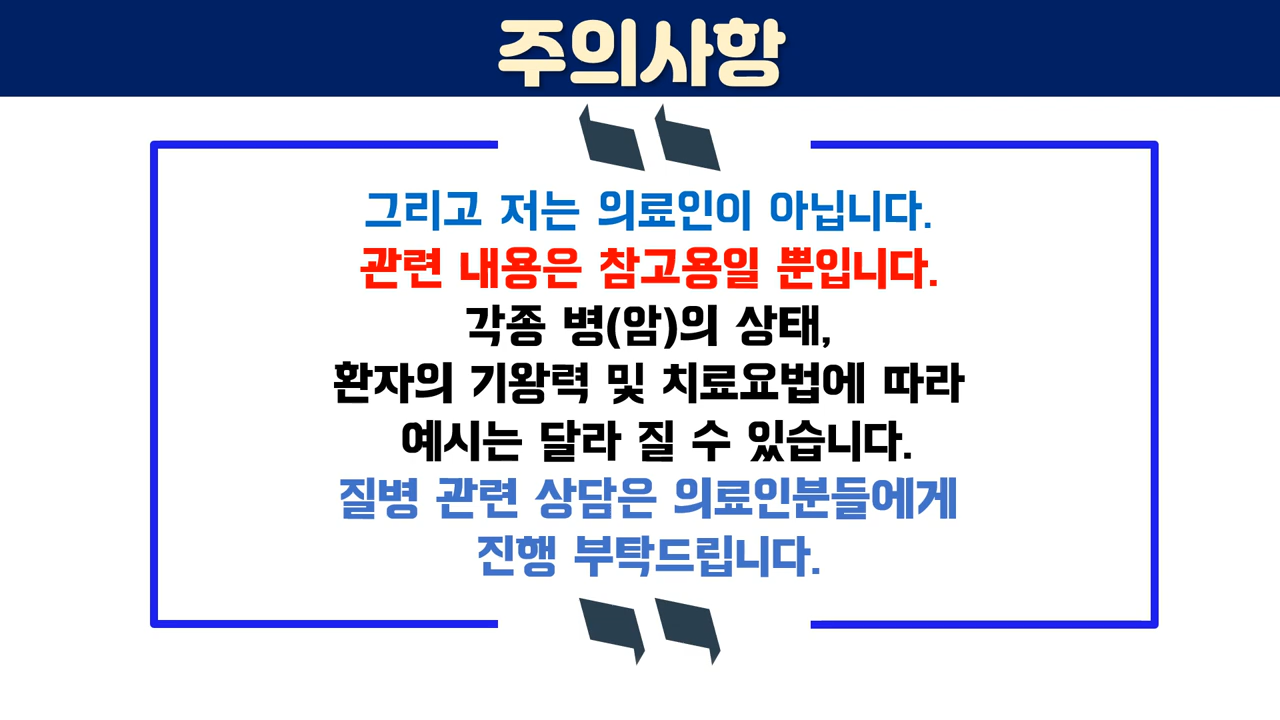 주의사항
그리고 저는 의료인이 아닙니다.
관련 내용은 참고용일 뿐입니다.
각종 병(암)의 상태,
환자의 기왕력 및 치료요법에 따라
예시는 달라 질 수 있습니다.
질병 관련 상담은 의료인분들에게
진행 부탁드립니다.